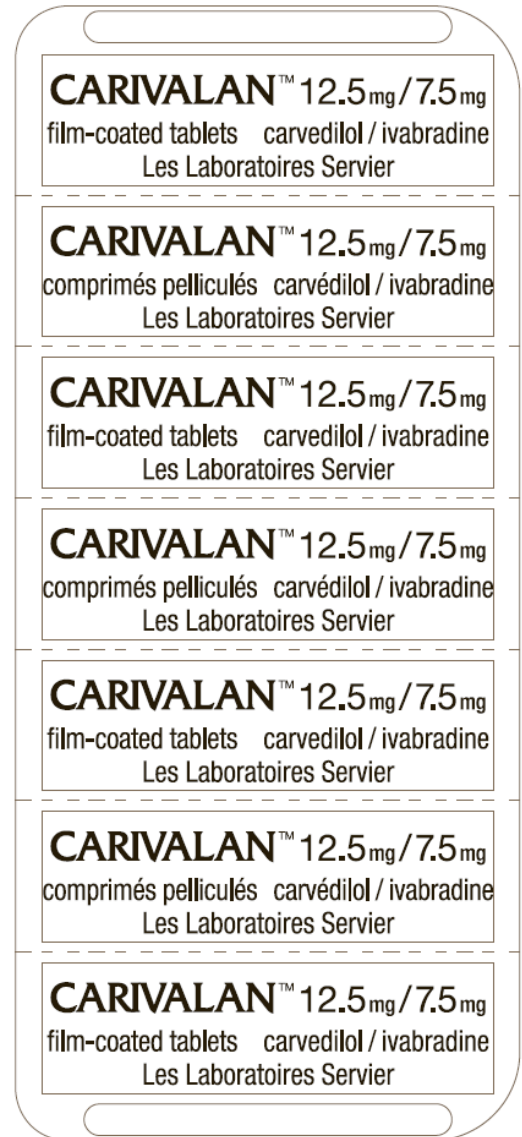 CARIVALAN™ 12.5mg/7.5mg
film-coated tablets carvedilol / ivabradine
Les Laboratoires Servier
CARIVALAN™ 12.5mg/7.5mg
comprimés pelliculés carvédilol / ivabradine
Les Laboratoires Servier
CARIVALAN™ 12.5mg/7.5mg
film-coated tablets carvedilol / ivabradine
Les Laboratoires Servier
CARIVALAN™ 12.5mg/7.5mg
comprimés pelliculés carvédilol / ivabradine
Les Laboratoires Servier
CARIVALAN™ 12.5mg/7.5mg
film-coated tablets carvedilol / ivabradine
Les Laboratoires Servier
CARIVALAN™ 12.5mg/7.5mg
comprimés pelliculés carvédilol / ivabradine
Les Laboratoires Servier
CARIVALAN™ 12.5mg/7.5mg
film-coated tablets carvedilol / ivabradine
Les Laboratoires Servier